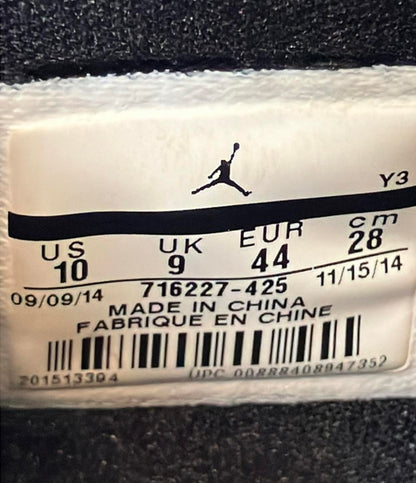 Y3
US UK EUR cm
10 9 44 28
09/09/14 716227-425 11/15/14
MADE IN CHINA
FABRIQUE EN CHINE
201513394 UPC 00888408947352